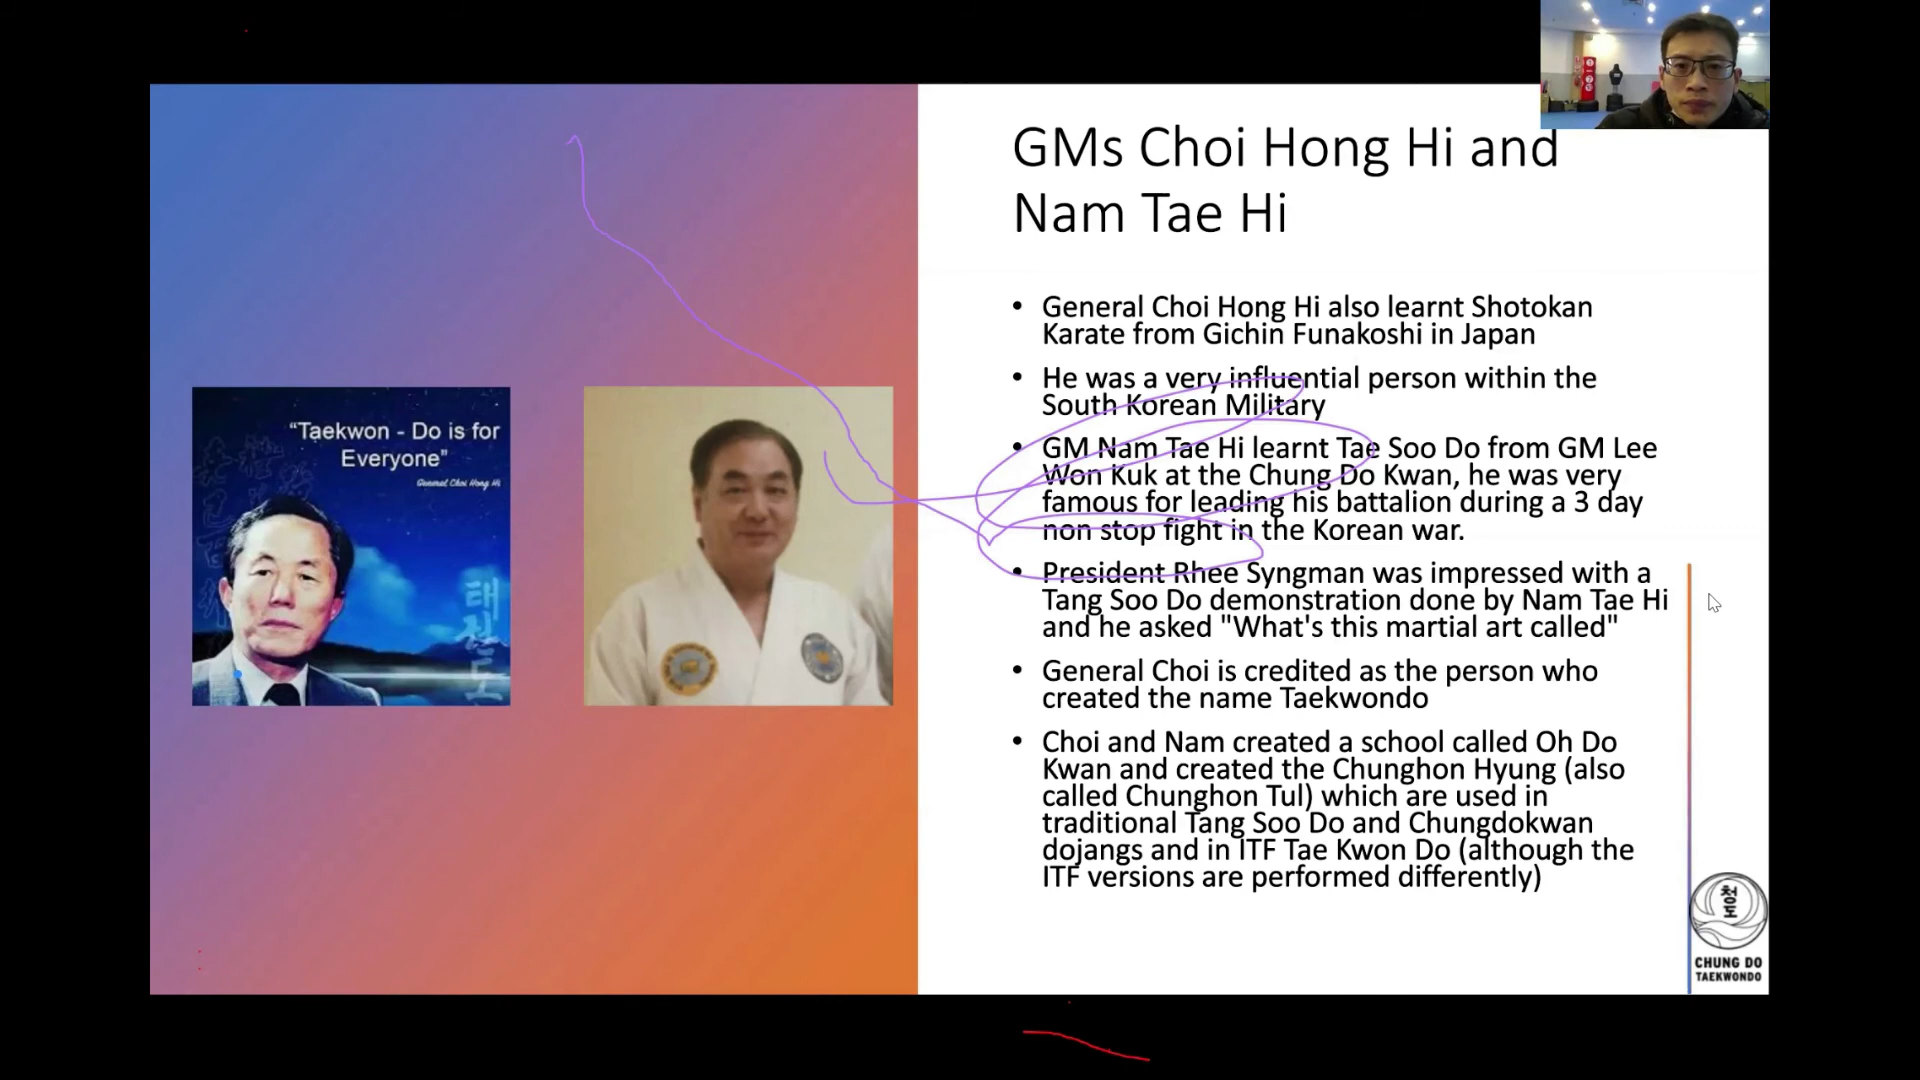 GMs Choi Hong Hi and
Nam Tae Hi
• General Choi Hong Hi also learnt Shotokan
Karate from Gichin Funakoshi in Japan
• He was a very influential person within the
South Korean Military
• GM Nam Tae Hi learnt Tae Soo Do from GM Lee
Won Kuk at the Chung Do Kwan, he was very
famous for leading his battalion during a 3 day
non stop fight in the Korean war.
• President Rhee Syngman was impressed with a
Tang Soo Do demonstration done by Nam Tae Hi
and he asked "What's this martial art called"
• General Choi is credited as the person who
created the name Taekwondo
• Choi and Nam created a school called Oh Do
Kwan and created the Chunghon Hyung (also
called Chunghon Tul) which are used in
traditional Tang Soo Do and Chungdokwan
dojangs and in ITF Tae Kwon Do (although the
ITF versions are performed differently)
“Taekwon - Do is for
Everyone”
General Choi Hong Hi
태권도
청도
CHUNG DO
TAEKWONDO